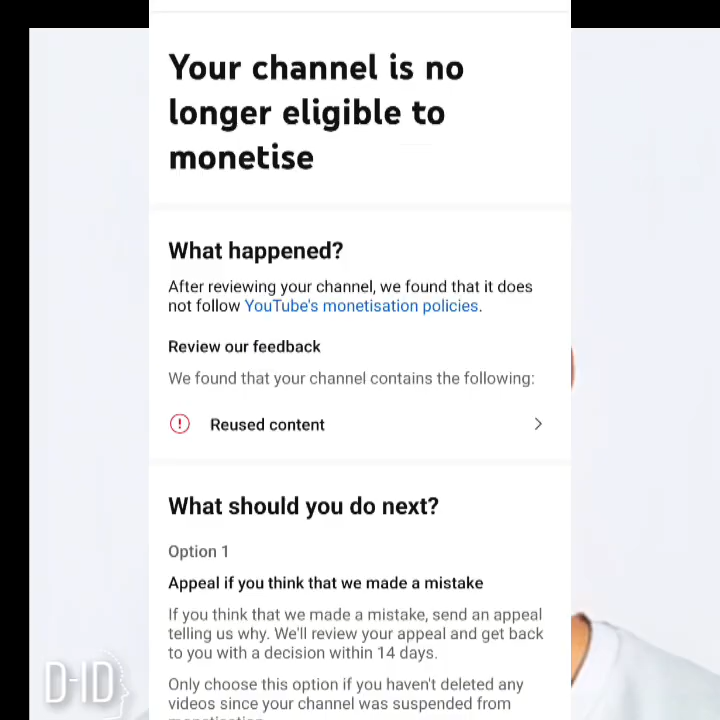 Your channel is no
longer eligible to
monetise
What happened?
After reviewing your channel, we found that it does
not follow YouTube's monetisation policies.
Review our feedback
We found that your channel contains the following:
Reused content
What should you do next?
Option 1
Appeal if you think that we made a mistake
If you think that we made a mistake, send an appeal
telling us why. We'll review your appeal and get back
to you with a decision within 14 days.
Only choose this option if you haven't deleted any
videos since your channel was suspended from
D-ID